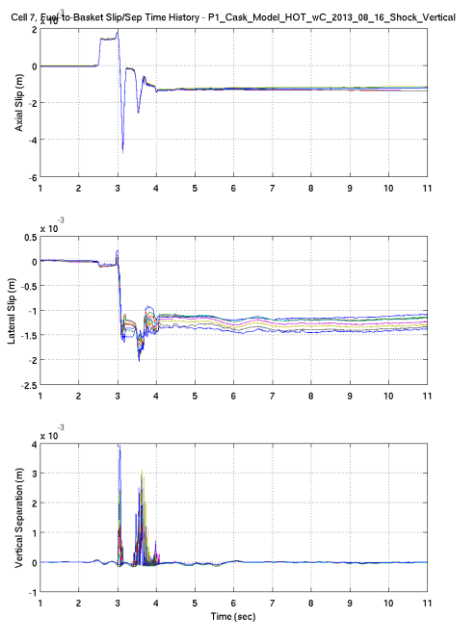 Cell 7, Fuel-to-Basket Slip/Sep Time History - P1_Cask_Model_HOT_wC_2013_08_16_Shock_Vertical
x 10 -3
2
0
-2
-4
-6
Axial Slip (m)
1 2 3 4 5 6 7 8 9 10 11
x 10 -3
0.5
0
-0.5
-1
-1.5
-2
-2.5
Lateral Slip (m)
1 2 3 4 5 6 7 8 9 10 11
x 10 -3
4
3
2
1
0
-1
Vertical Separation (m)
1 2 3 4 5 6 7 8 9 10 11
Time (sec)